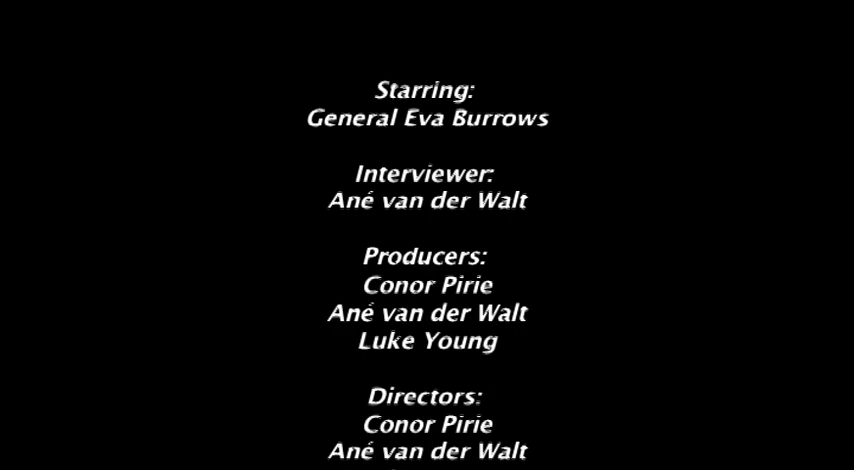 Starring:
General Eva Burrows
Interviewer:
Ané van der Walt
Producers:
Conor Pirie
Ané van der Walt
Luke Young
Directors:
Conor Pirie
Ané van der Walt